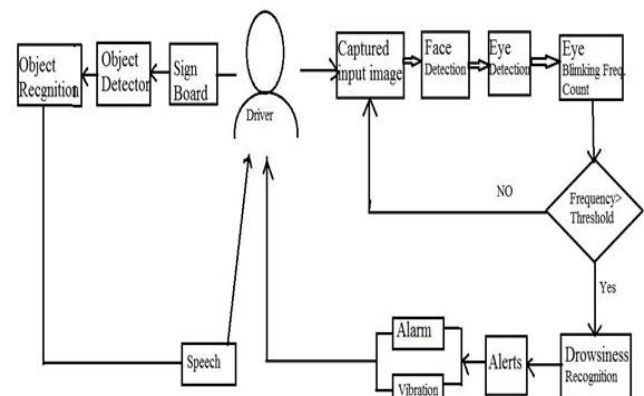 Object
Recgnition
Object
Detector
Sign
Board
Driver
Captured
input image
Face
Detection
Eye
Detection
Eye
Blimking Freq.
Count
Frequency>
Threshold
NO
Yes
Drowsiness
Recognition
Alerts
Alarm
Vibration
Speech